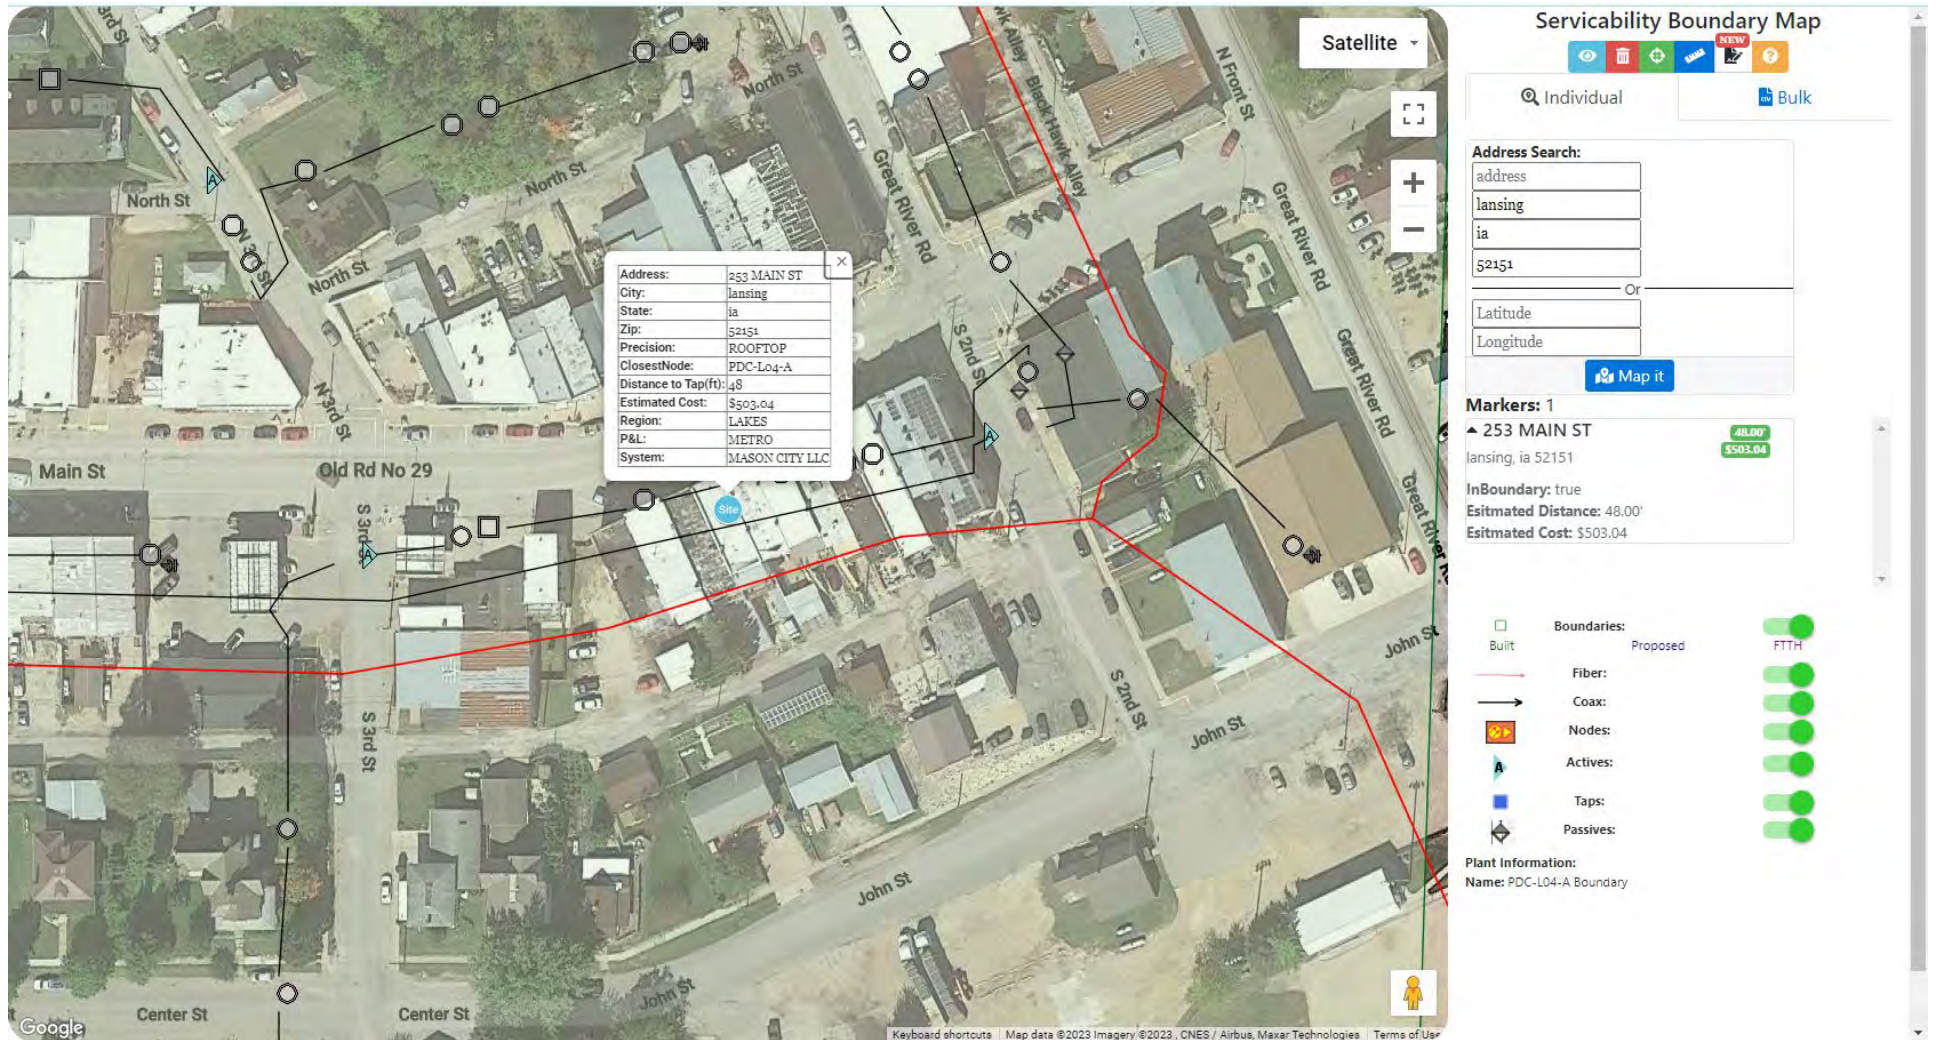 Servicability Boundary Map
NEW
Individual
Bulk
Address Search:
address
lansing
ia
52151
Or
Latitude
Longitude
Map it
Markers: 1
253 MAIN ST
48.00'
$503.04
lansing, ia 52151
InBoundary: true
Esitmated Distance: 48.00'
Esitmated Cost: $503.04
Boundaries:
Built
Proposed
FTTH
Fiber:
Coax:
Nodes:
A
Actives:
Taps:
Passives:
Plant Information:
Name: PDC-L04-A Boundary
Satellite
3rd St
North St
North St
North St
North St
N 3rd St
N 3rd St
Great River Rd
Black Hawk Alley
N Front St
Great River Rd
Great River Rd
Great River R
S 2nd St
Address: 253 MAIN ST
City: lansing
State: ia
Zip: 52151
Precision: ROOFTOP
ClosestNode: PDC-L04-A
Distance to Tap(ft): 48
Estimated Cost: $503.04
Region: LAKES
P&L: METRO
System: MASON CITY LLC
Site
A
A
A
Main St
Old Rd No 29
S 3rd St
S 3rd St
S 2nd St
John St
John St
John St
John St
Center St
Center St
Google
Keyboard shortcuts
Map data ©2023 Imagery ©2023 , CNES / Airbus, Maxar Technologies
Terms of Use